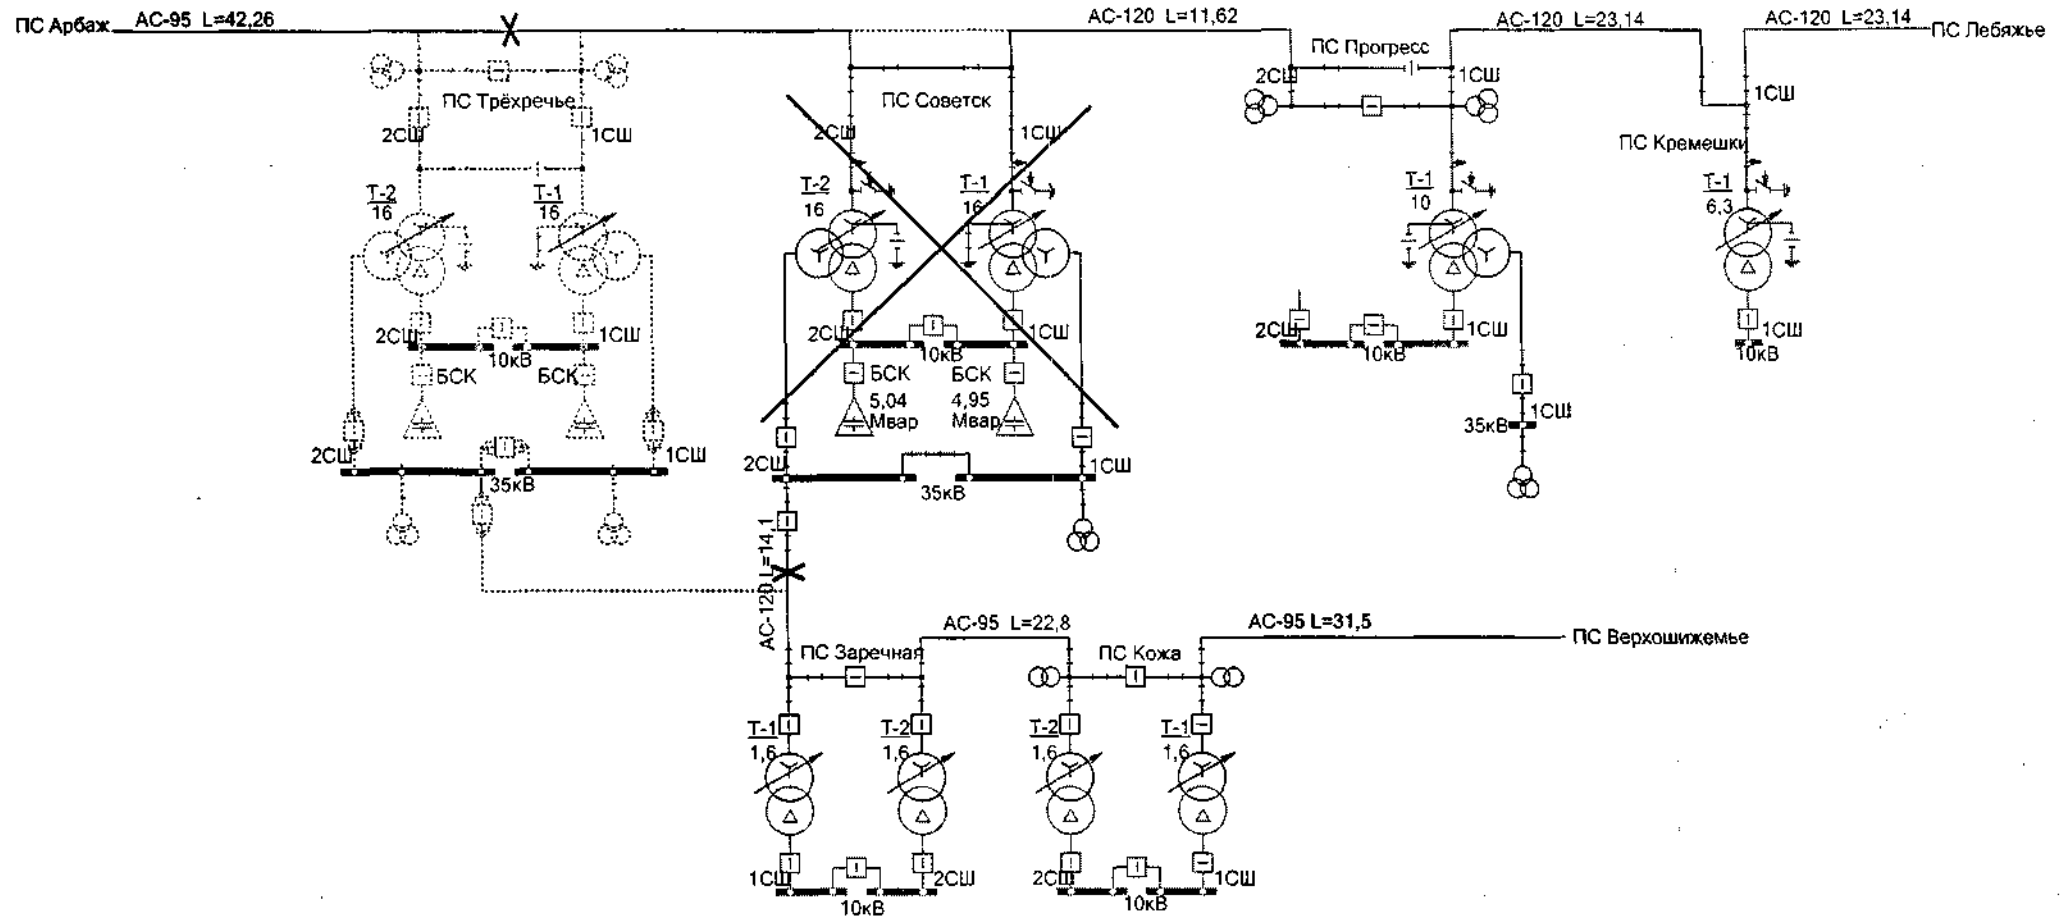 ПС Арбаж
АС-95 L=42,26
АС-120 L=11,62
АС-120 L=23,14
АС-120 L=23,14
ПС Лебяжье
ПС Трёхречье
2СШ
1СШ
Т-2
16
Т-1
16
2СШ
1СШ
10кВ
БСК
БСК
2СШ
1СШ
35кВ
ПС Советск
2СШ
1СШ
Т-2
16
Т-1
16
2СШ
1СШ
10кВ
БСК
5,04
Мвар
БСК
4,95
Мвар
2СШ
1СШ
35кВ
АС-120 L=14,1
ПС Прогресс
2СШ
1СШ
Т-1
10
2СШ
1СШ
10кВ
1СШ
35кВ
1СШ
ПС Кремешки
Т-1
6,3
1СШ
10кВ
ПС Заречная
АС-95 L=22,8
ПС Кожа
АС-95 L=31,5
ПС Верхошижемье
Т-1
1,6
Т-2
1,6
Т-2
1,6
Т-1
1,6
1СШ
2СШ
10кВ
2СШ
1СШ
10кВ